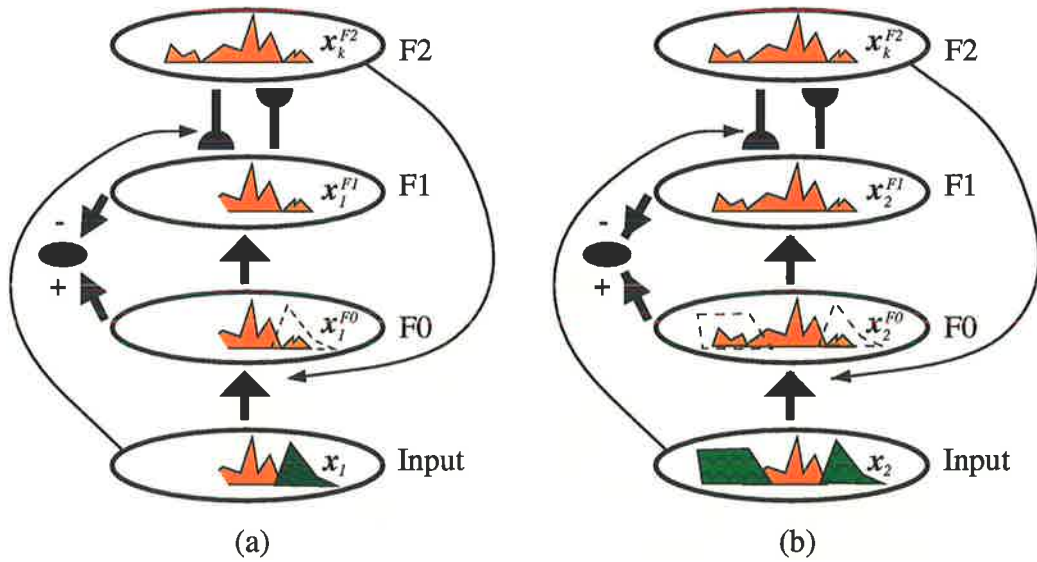 x_k^{F2} F2
x_1^{F1} F1
-
+
x_1^{F0} F0
x_1 Input
(a)
x_k^{F2} F2
x_2^{F1} F1
-
+
x_2^{F0} F0
x_2 Input
(b)